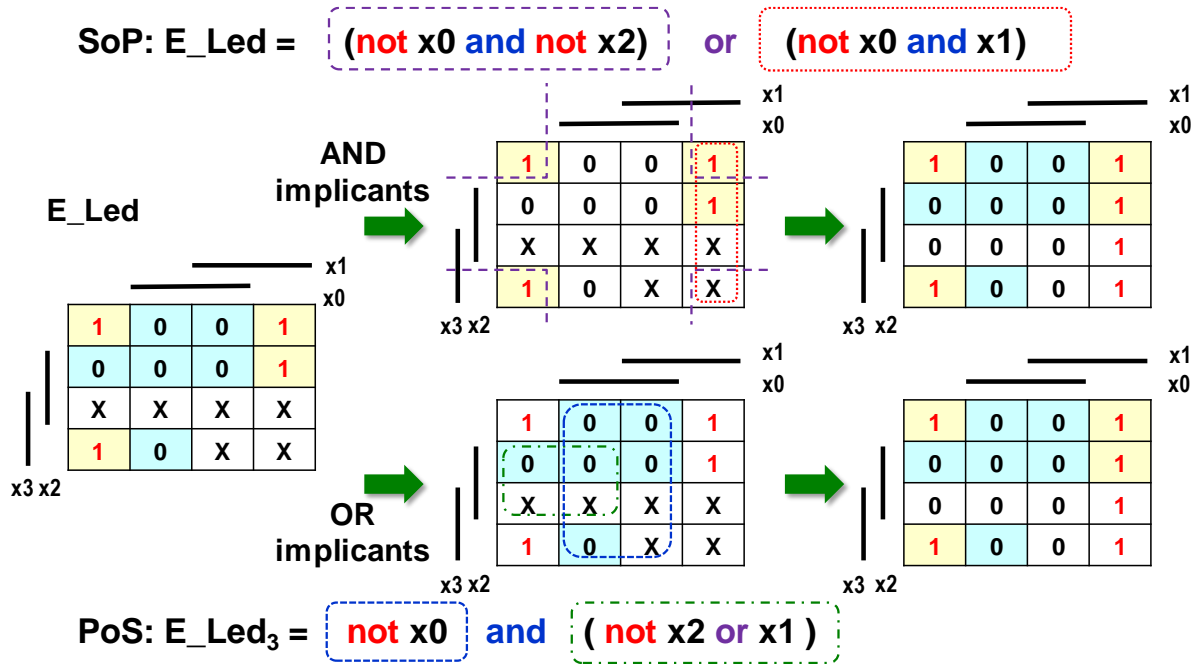 SoP: E_Led = (not x0 and not x2) or (not x0 and x1)
AND
implicants
x1
x0
1 0 0 1
0 0 0 1
X X X X
1 0 X X
x3 x2
x1
x0
1 0 0 1
0 0 0 1
0 0 0 1
1 0 0 1
x3 x2
E_Led
x1
x0
1 0 0 1
0 0 0 1
X X X X
1 0 X X
x3 x2
OR
implicants
x1
x0
1 0 0 1
0 0 0 1
X X X X
1 0 X X
x3 x2
x1
x0
1 0 0 1
0 0 0 1
0 0 0 1
1 0 0 1
x3 x2
PoS: E_Led₃ = not x0 and ( not x2 or x1 )